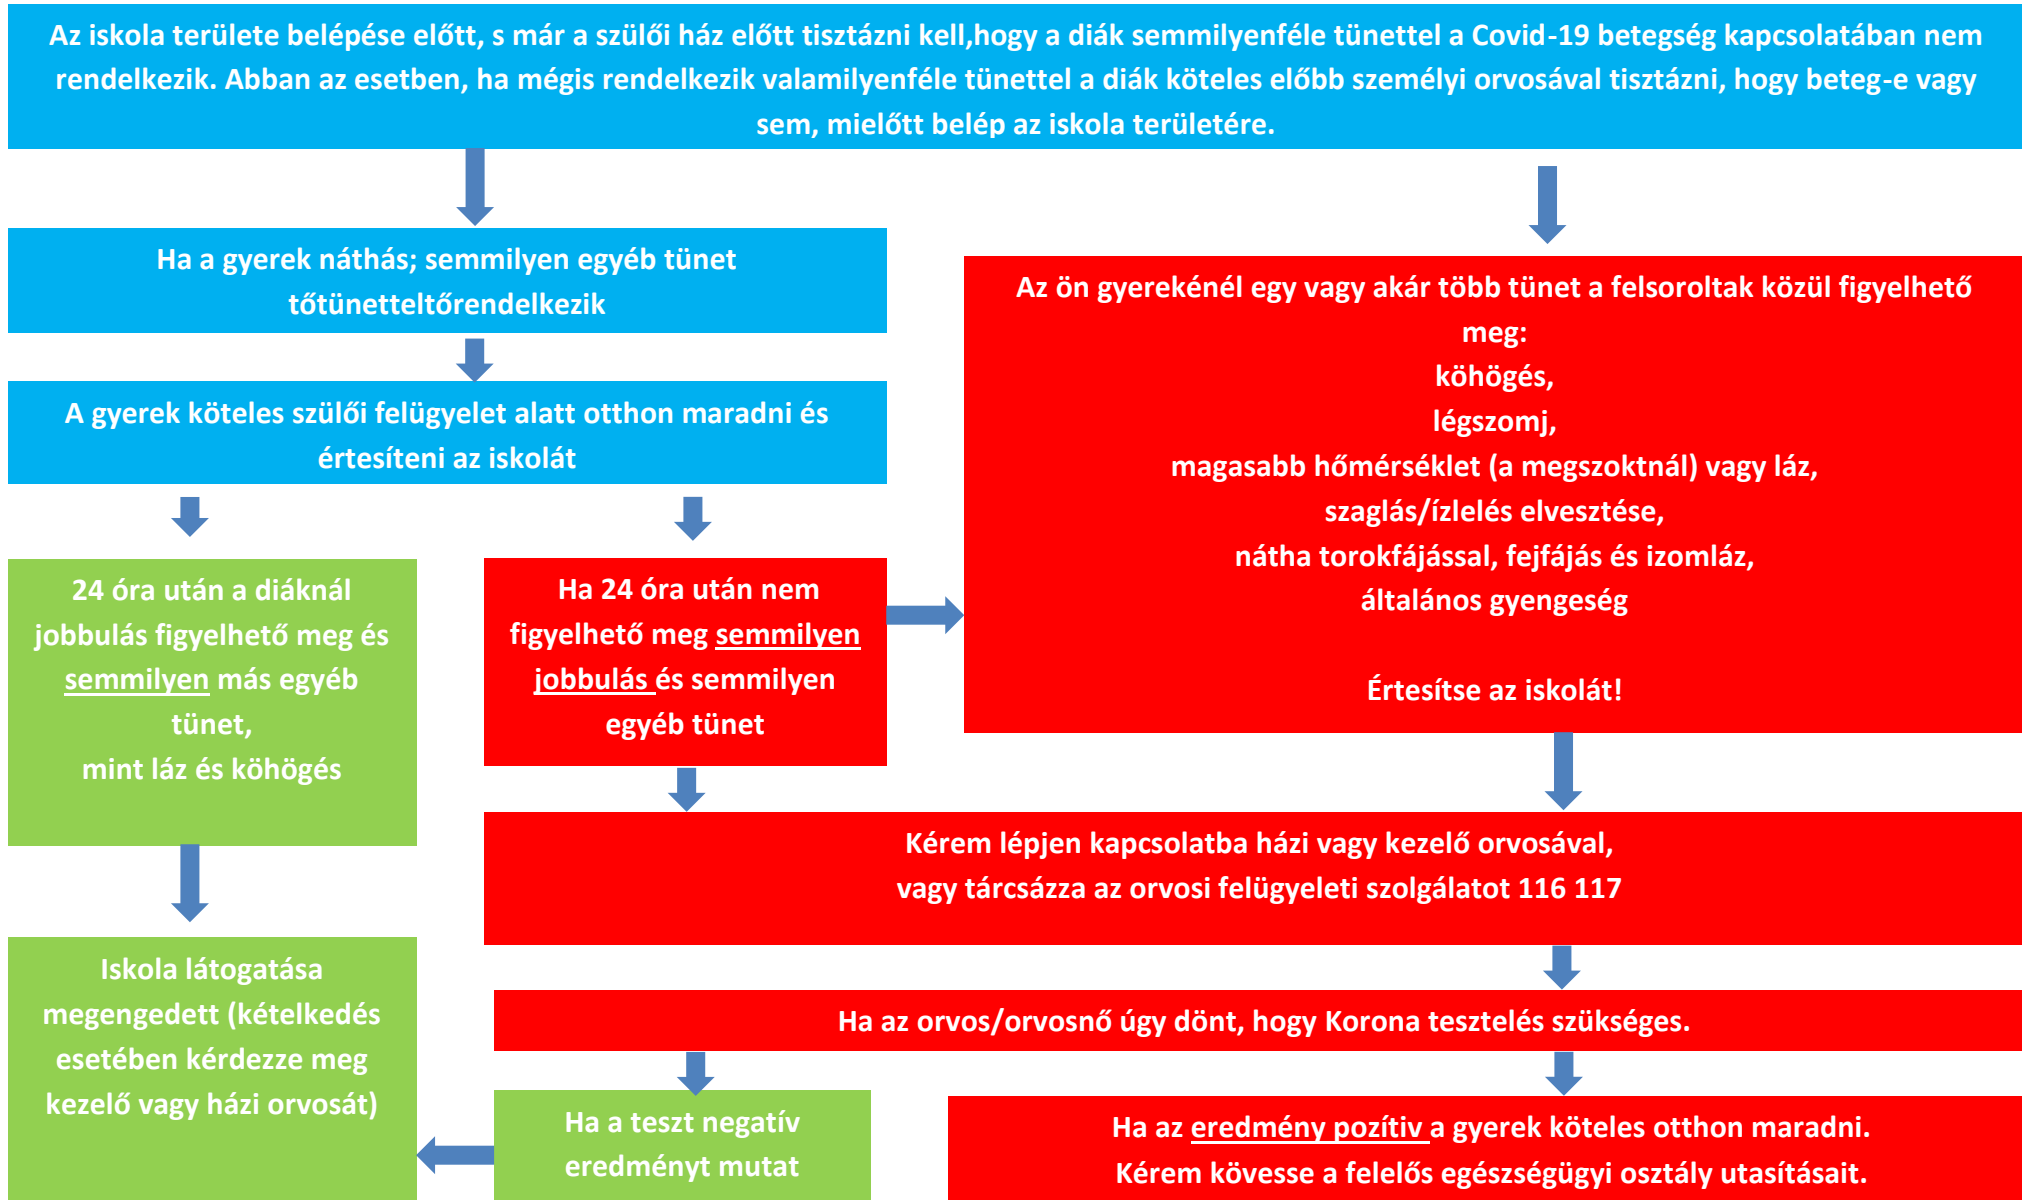 Az iskola területe belépése előtt, s már a szülői ház előtt tisztázni kell,hogy a diák semmilyenféle tünettel a Covid-19 betegség kapcsolatában nem
rendelkezik. Abban az esetben, ha mégis rendelkezik valamilyenféle tünettel a diák köteles előbb személyi orvosával tisztázni, hogy beteg-e vagy
sem, mielőtt belép az iskola területére.
Ha a gyerek náthás; semmilyen egyéb tünet
tőtünetteltőrendelkezik
A gyerek köteles szülői felügyelet alatt otthon maradni és
értesíteni az iskolát
24 óra után a diáknál
jobbulás figyelhető meg és
semmilyen más egyéb
tünet,
mint láz és köhögés
Ha 24 óra után nem
figyelhető meg semmilyen
jobbulás és semmilyen
egyéb tünet
Az ön gyerekénél egy vagy akár több tünet a felsoroltak közül figyelhető
meg:
köhögés,
légszomj,
magasabb hőmérséklet (a megszoktnál) vagy láz,
szaglás/ízlelés elvesztése,
nátha torokfájással, fejfájás és izomláz,
általános gyengeség
Értesítse az iskolát!
Kérem lépjen kapcsolatba házi vagy kezelő orvosával,
vagy tárcsázza az orvosi felügyeleti szolgálatot 116 117
Iskola látogatása
megengedett (kételkedés
esetében kérdezze meg
kezelő vagy házi orvosát)
Ha az orvos/orvosnő úgy dönt, hogy Korona tesztelés szükséges.
Ha a teszt negatív
eredményt mutat
Ha az eredmény pozitiv a gyerek köteles otthon maradni.
Kérem kövesse a felelős egészségügyi osztály utasításait.